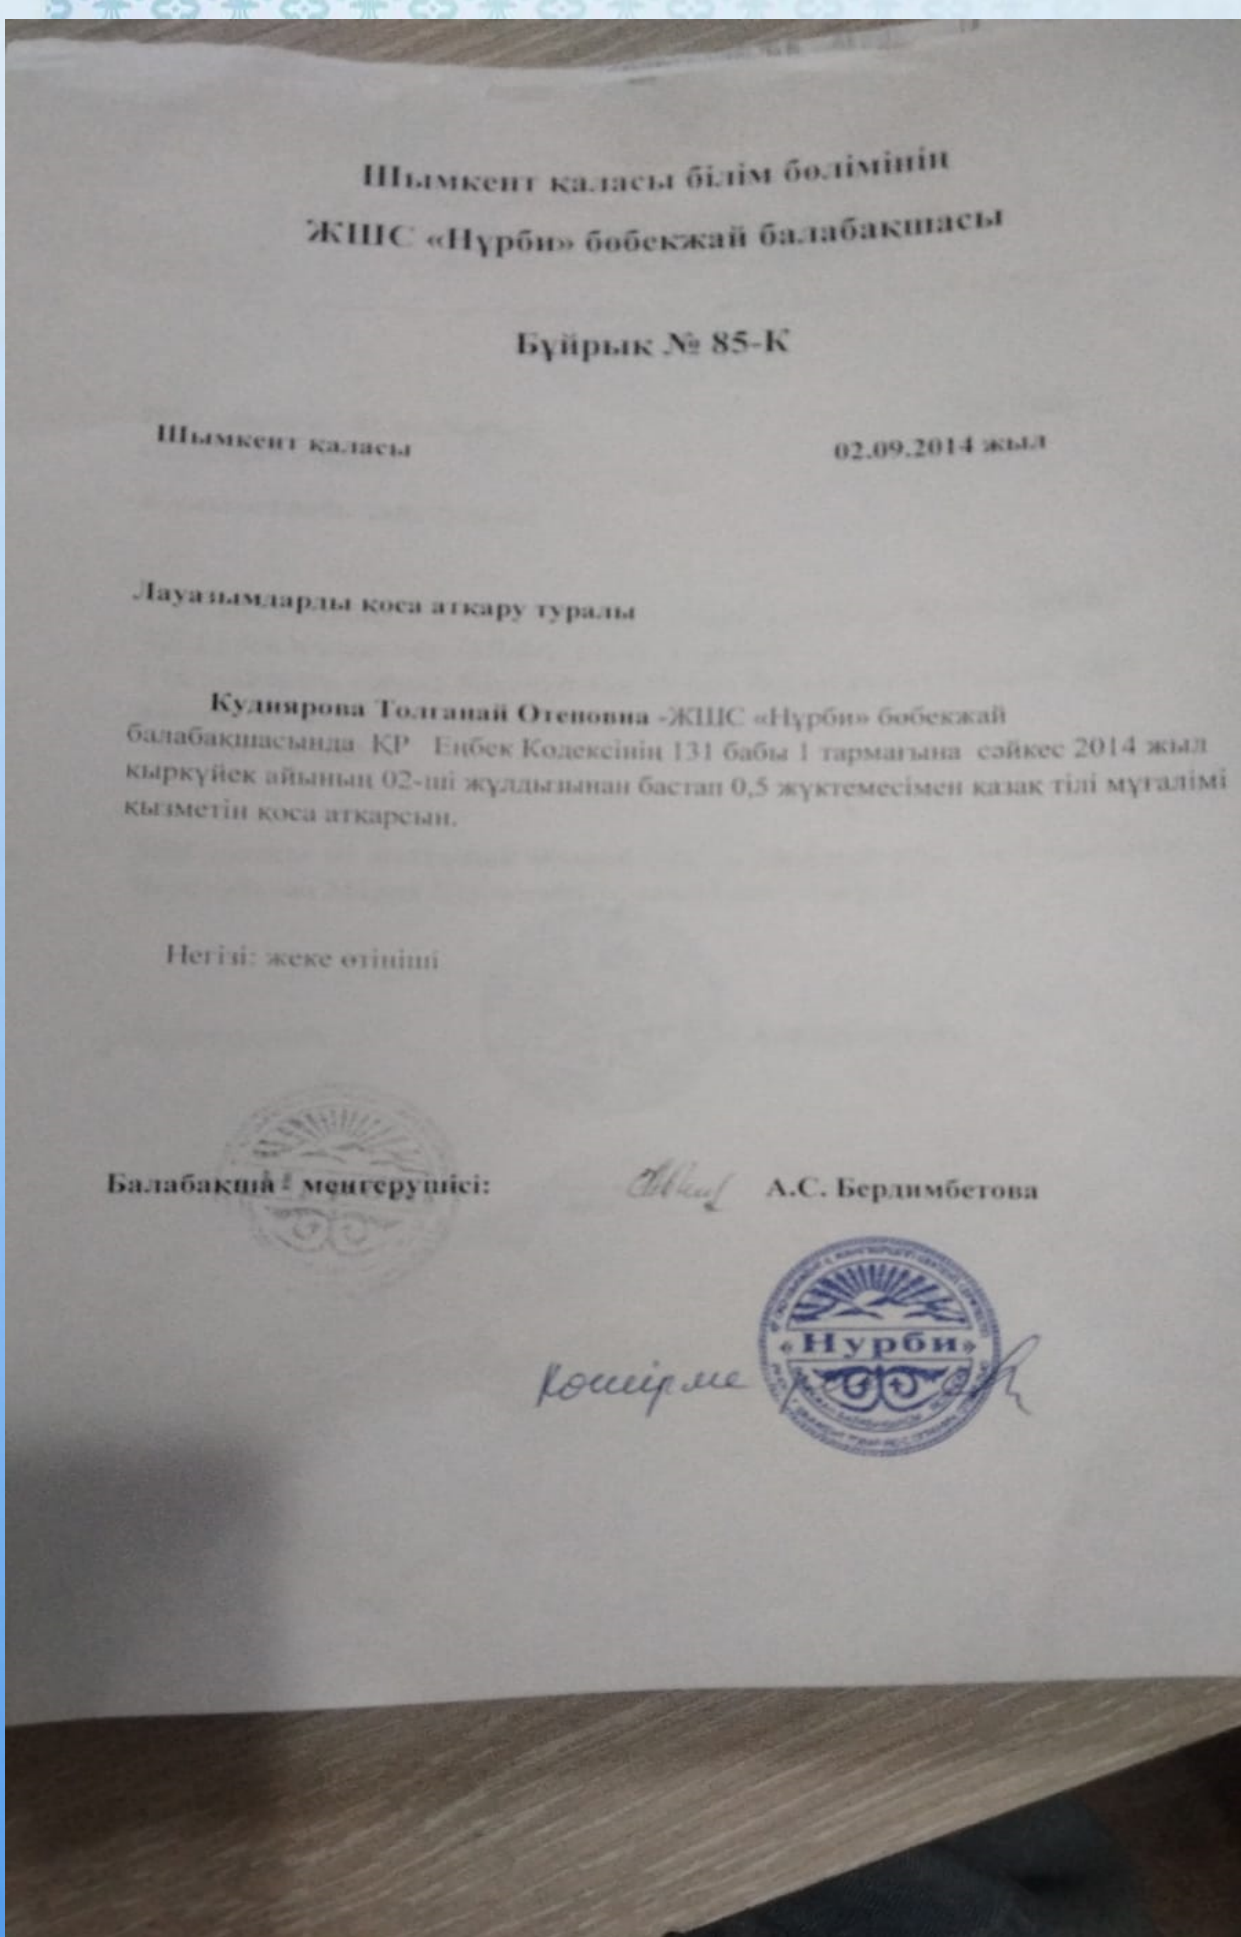 Шымкент қаласы білім бөлімінің
ЖШС «Нұрби» бөбекжай балабақшасы
Бұйрык № 85-К
Шымкент қаласы 02.09.2014 жыл
Лауазымдарды қоса атқару туралы
Кудиярова Толганай Отеповна -ЖШС «Нұрби» бөбекжай
балабақшасында ҚР Еңбек Кодексінің 131 бабы 1 тармағына сәйкес 2014 жыл
қыркүйек айының 02-ші жұлдызынан бастап 0,5 жүктемесімен қазақ тілі мұғалімі
қызметін қоса атқарсын.
Негізі: жеке өтініші
Балабақша меңгерушісі: А.С. Бердимбетова
«Нурби»
Көшірме